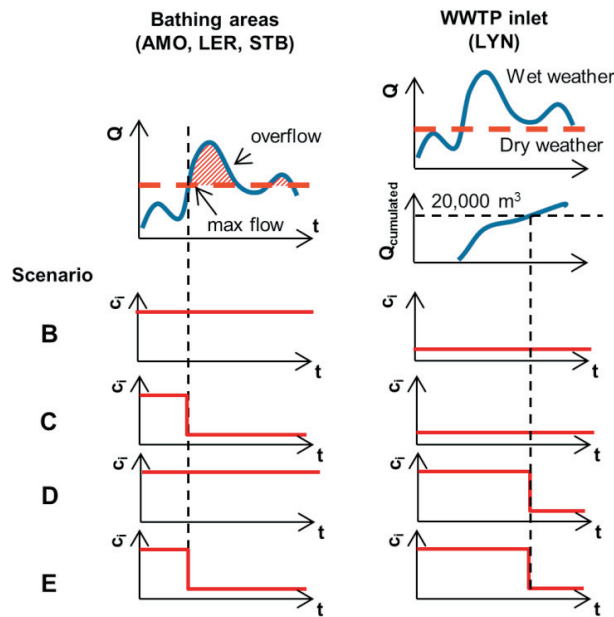 Bathing areas
(AMO, LER, STB)
WWTP inlet
(LYN)
Q
overflow
max flow
t
Q
Wet weather
Dry weather
t
Q cumulated
20,000 m³
t
Scenario
B
cᵢ
t
cᵢ
t
C
cᵢ
t
cᵢ
t
D
cᵢ
t
cᵢ
t
E
cᵢ
t
cᵢ
t